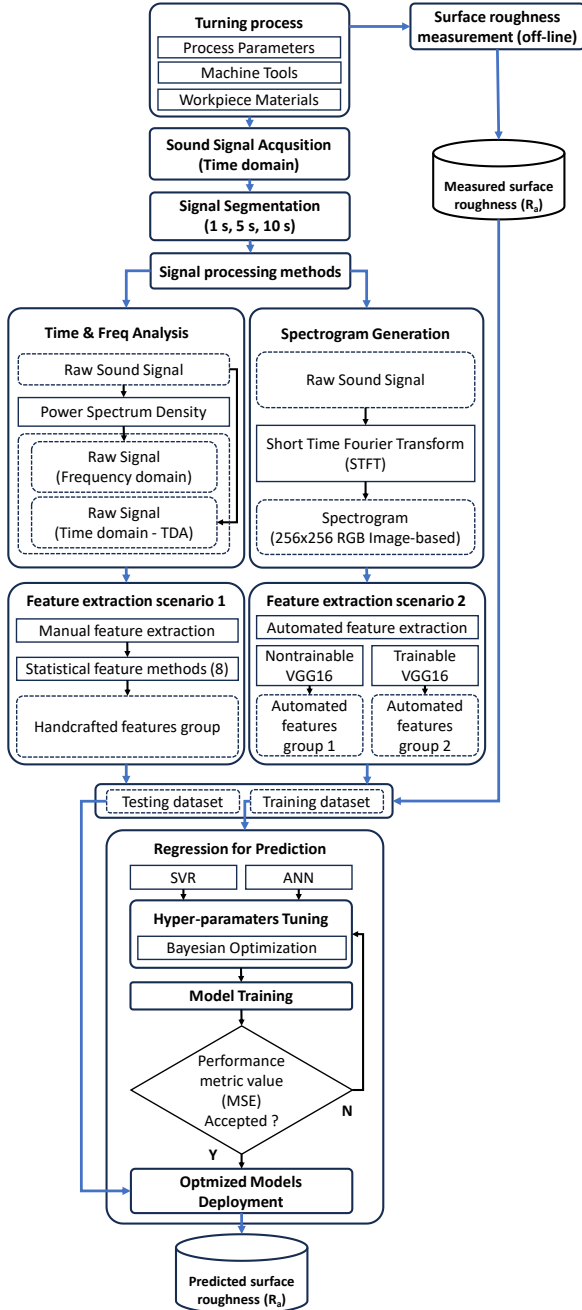 Turning process
Process Parameters
Machine Tools
Workpiece Materials
Surface roughness
measurement (off-line)
Sound Signal Acqusition
(Time domain)
Measured surface
roughness (Rₐ)
Signal Segmentation
(1 s, 5 s, 10 s)
Signal processing methods
Time & Freq Analysis
Raw Sound Signal
Power Spectrum Density
Raw Signal
(Frequency domain)
Raw Signal
(Time domain - TDA)
Spectrogram Generation
Raw Sound Signal
Short Time Fourier Transform
(STFT)
Spectrogram
(256x256 RGB Image-based)
Feature extraction scenario 1
Manual feature extraction
Statistical feature methods (8)
Handcrafted features group
Feature extraction scenario 2
Automated feature extraction
Nontrainable
VGG16
Trainable
VGG16
Automated
features
group 1
Automated
features
group 2
Testing dataset
Training dataset
Regression for Prediction
SVR
ANN
Hyper-paramaters Tuning
Bayesian Optimization
Model Training
Performance
metric value
(MSE)
Accepted ?
N
Y
Optmized Models
Deployment
Predicted surface
roughness (Rₐ)